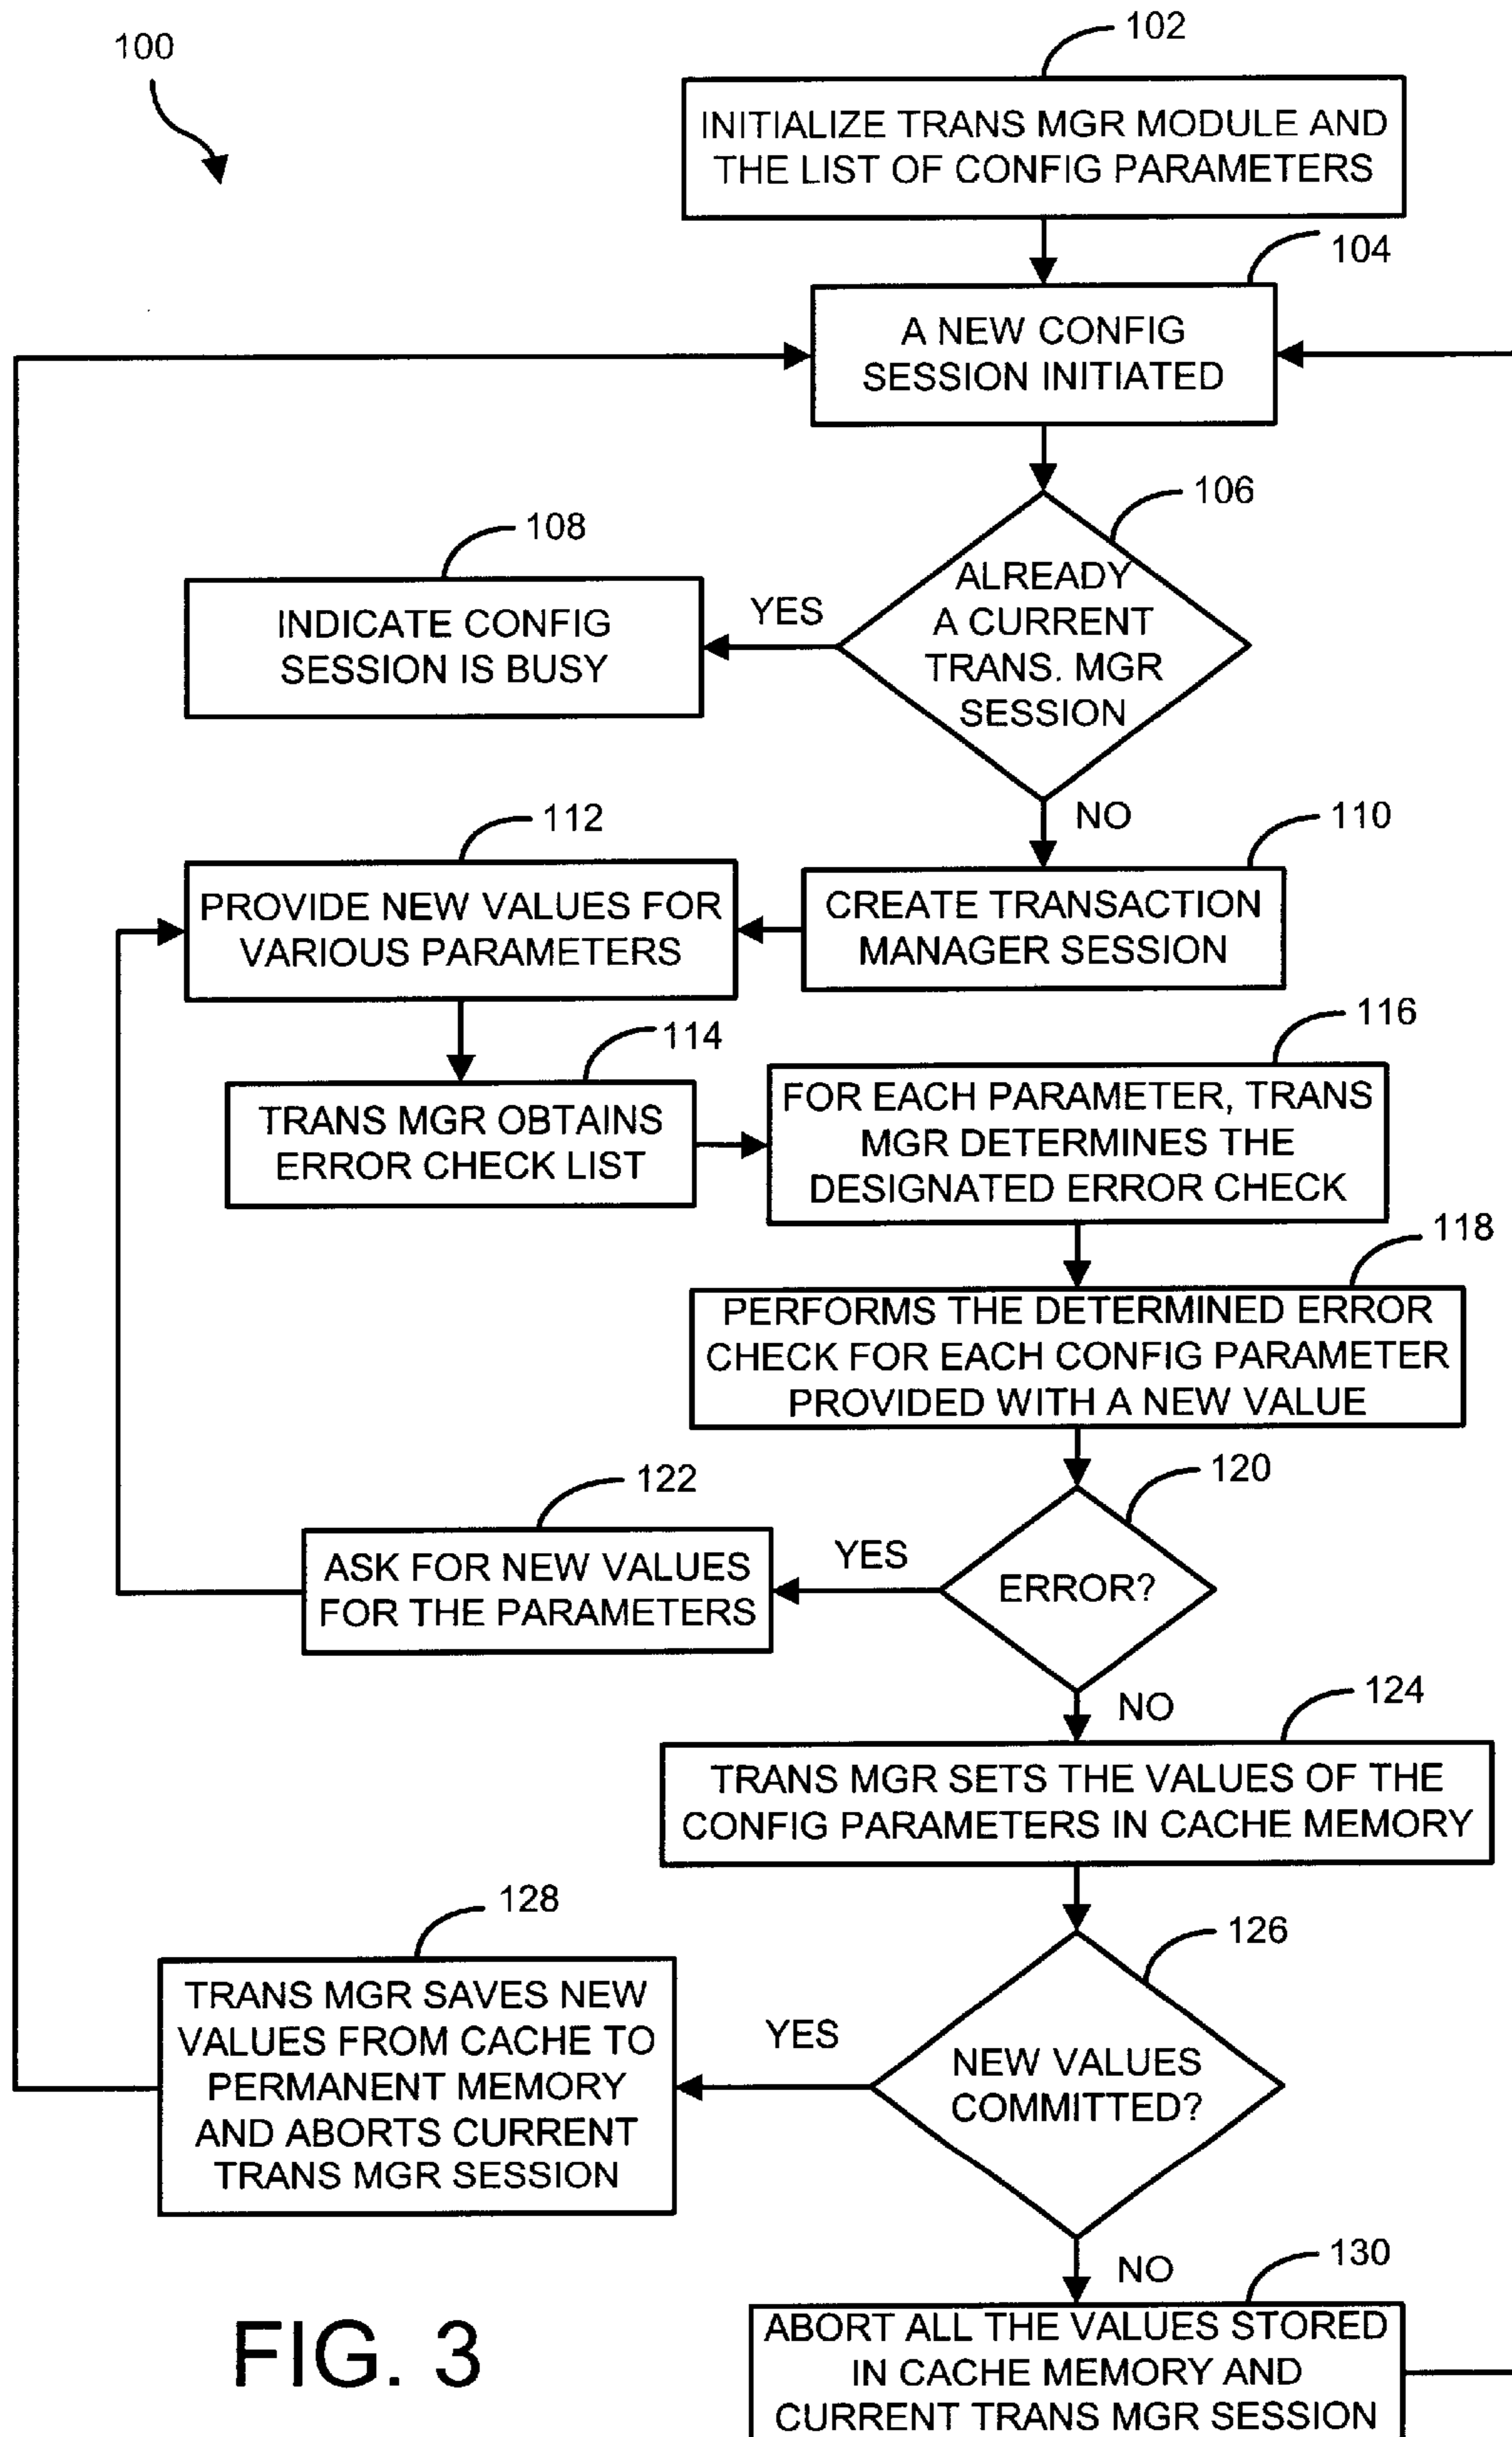 100
102
INITIALIZE TRANS MGR MODULE AND
THE LIST OF CONFIG PARAMETERS
104
A NEW CONFIG
SESSION INITIATED
106
ALREADY
A CURRENT
TRANS. MGR
SESSION
YES
108
INDICATE CONFIG
SESSION IS BUSY
NO
110
CREATE TRANSACTION
MANAGER SESSION
112
PROVIDE NEW VALUES FOR
VARIOUS PARAMETERS
114
TRANS MGR OBTAINS
ERROR CHECK LIST
116
FOR EACH PARAMETER, TRANS
MGR DETERMINES THE
DESIGNATED ERROR CHECK
118
PERFORMS THE DETERMINED ERROR
CHECK FOR EACH CONFIG PARAMETER
PROVIDED WITH A NEW VALUE
120
ERROR?
YES
122
ASK FOR NEW VALUES
FOR THE PARAMETERS
NO
124
TRANS MGR SETS THE VALUES OF THE
CONFIG PARAMETERS IN CACHE MEMORY
126
NEW VALUES
COMMITTED?
YES
128
TRANS MGR SAVES NEW
VALUES FROM CACHE TO
PERMANENT MEMORY
AND ABORTS CURRENT
TRANS MGR SESSION
NO
130
ABORT ALL THE VALUES STORED
IN CACHE MEMORY AND
CURRENT TRANS MGR SESSION
FIG. 3